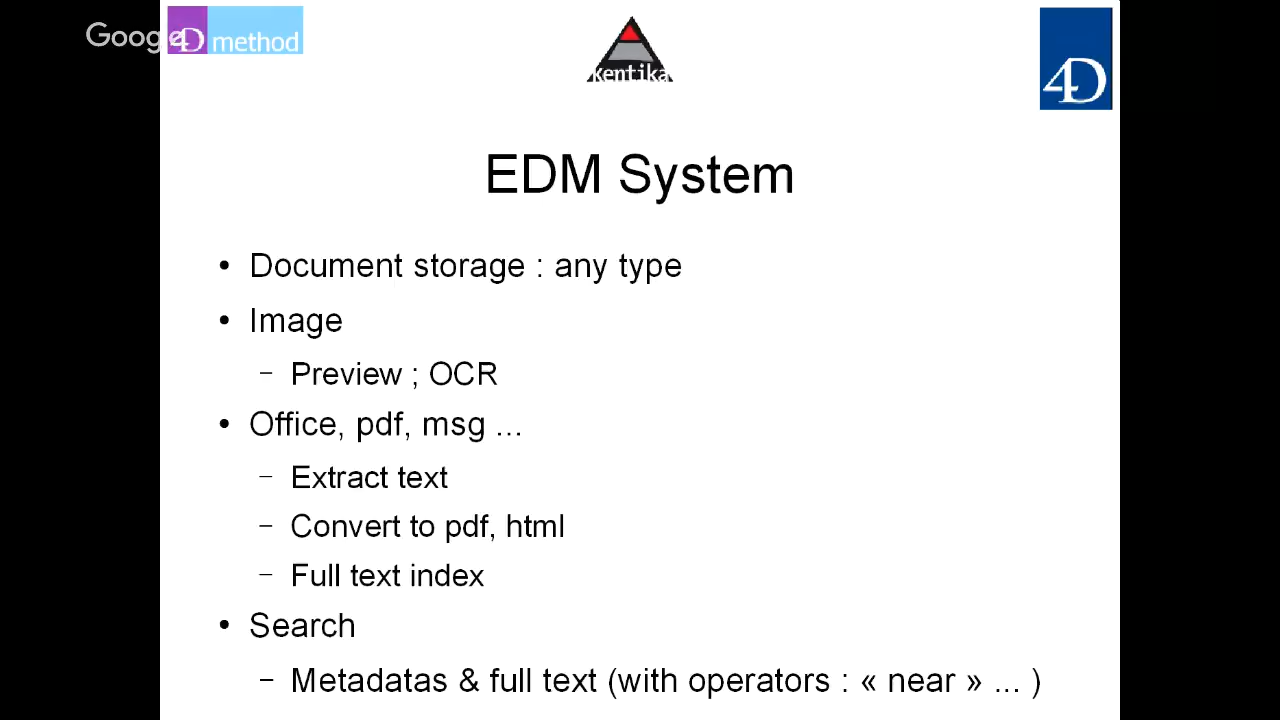 Google
4D method
kentika
4D
EDM System
• Document storage : any type
• Image
– Preview ; OCR
• Office, pdf, msg ...
– Extract text
– Convert to pdf, html
– Full text index
• Search
– Metadatas & full text (with operators : « near » ... )